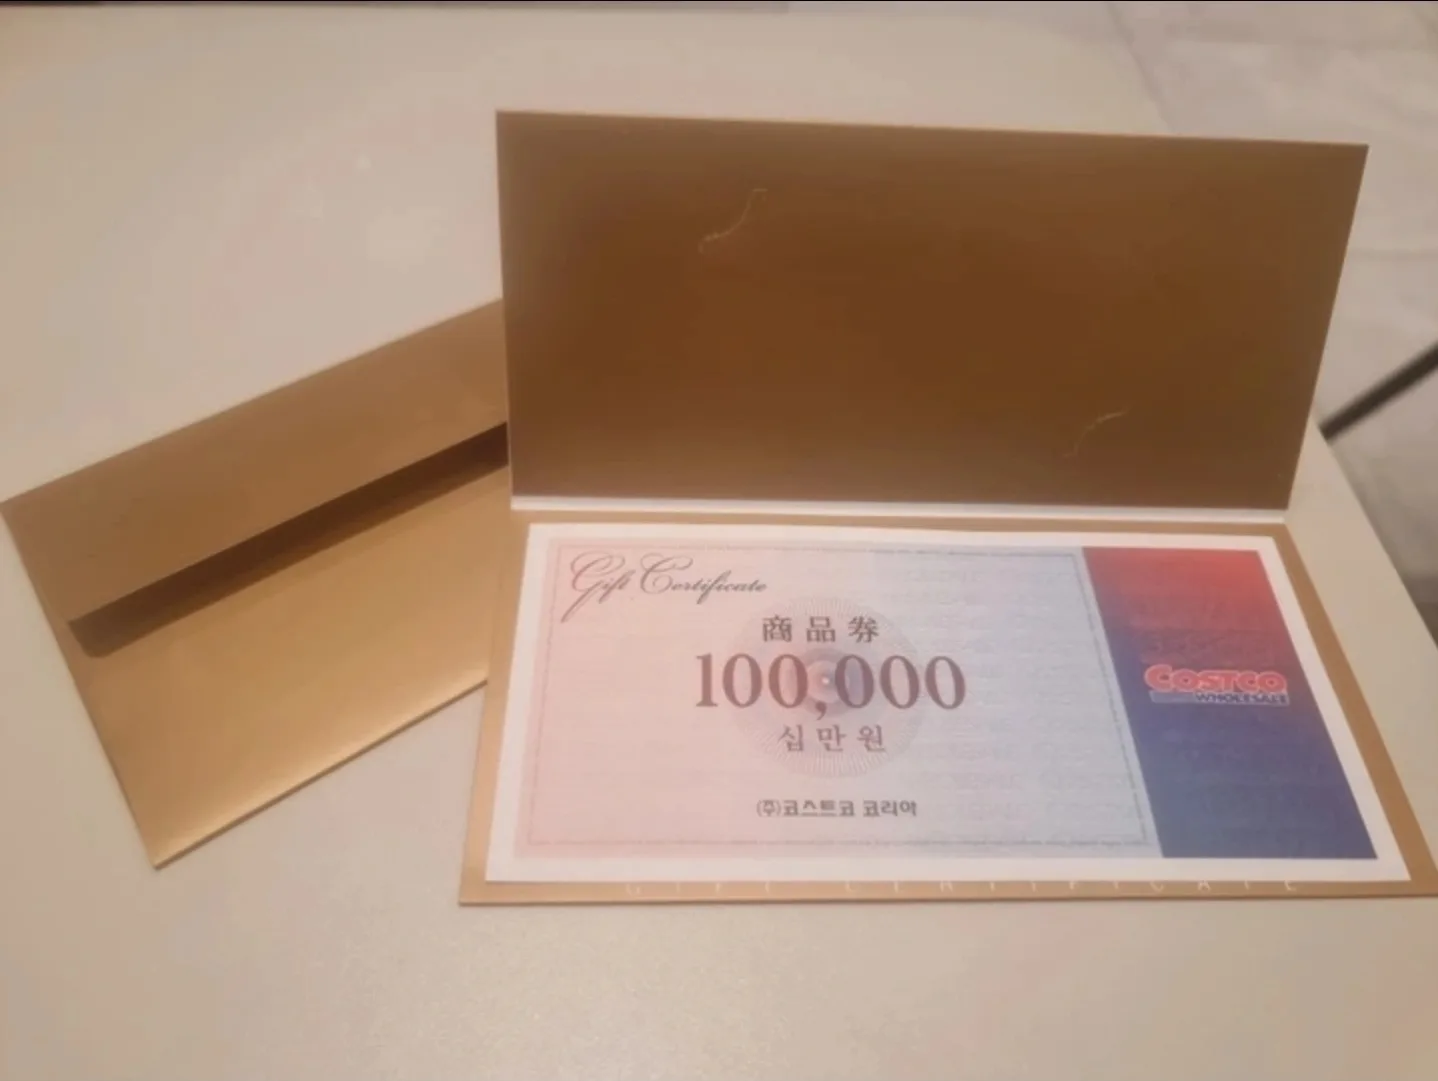 Gift Certificate
商品券
100,000
십만원
(주)코스트코 코리아
COSTCO
WHOLESALE
GIFT CERTIFICATE